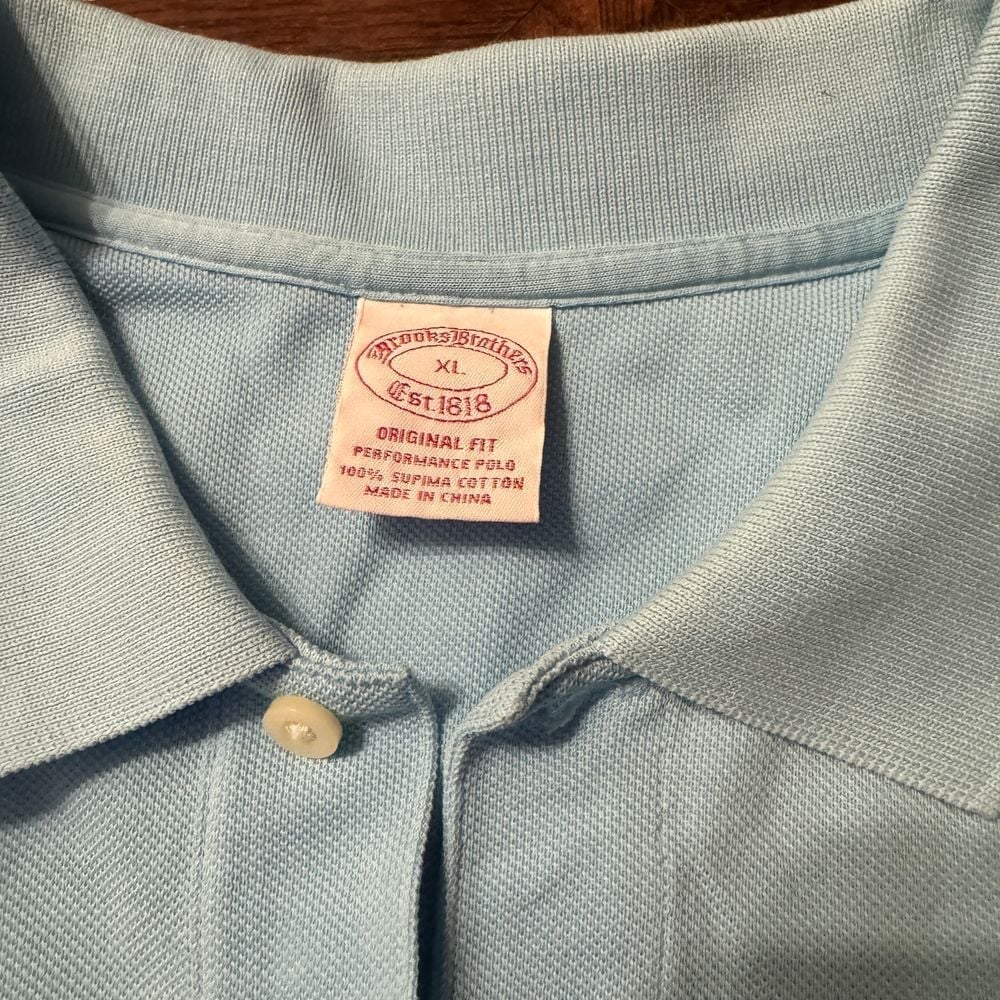 Brooks Brothers
XL
Est. 1818
ORIGINAL FIT
PERFORMANCE POLO
100% SUPIMA COTTON
MADE IN CHINA